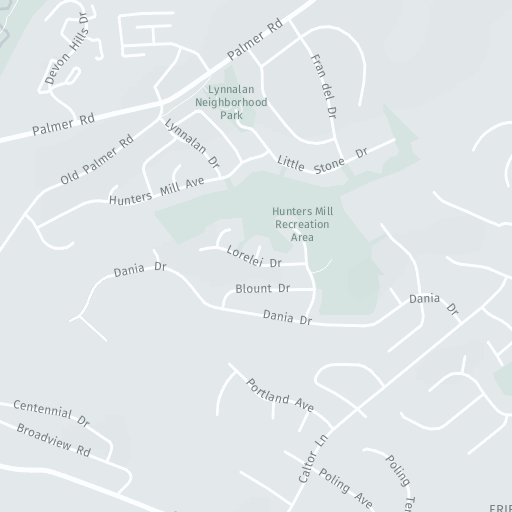 Devon Hills Dr
Palmer Rd
Fran del Dr
Lynnalan
Neighborhood
Park
Palmer Rd
Old Palmer Rd
Lynnalan Dr
Little Stone Dr
Hunters Mill Ave
Hunters Mill
Recreation
Area
Lorelei Dr
Dania Dr
Blount Dr
Dania Dr
Dania Dr
Portland Ave
Centennial Dr
Broadview Rd
Caltor Ln
Poling Ave
Poling Ter